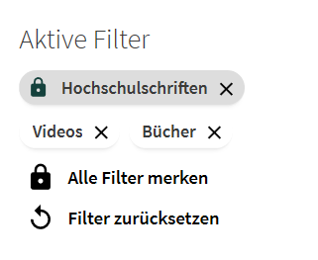 Aktive Filter
Hochschulschriften
Videos Bücher
Alle Filter merken
Filter zurücksetzen